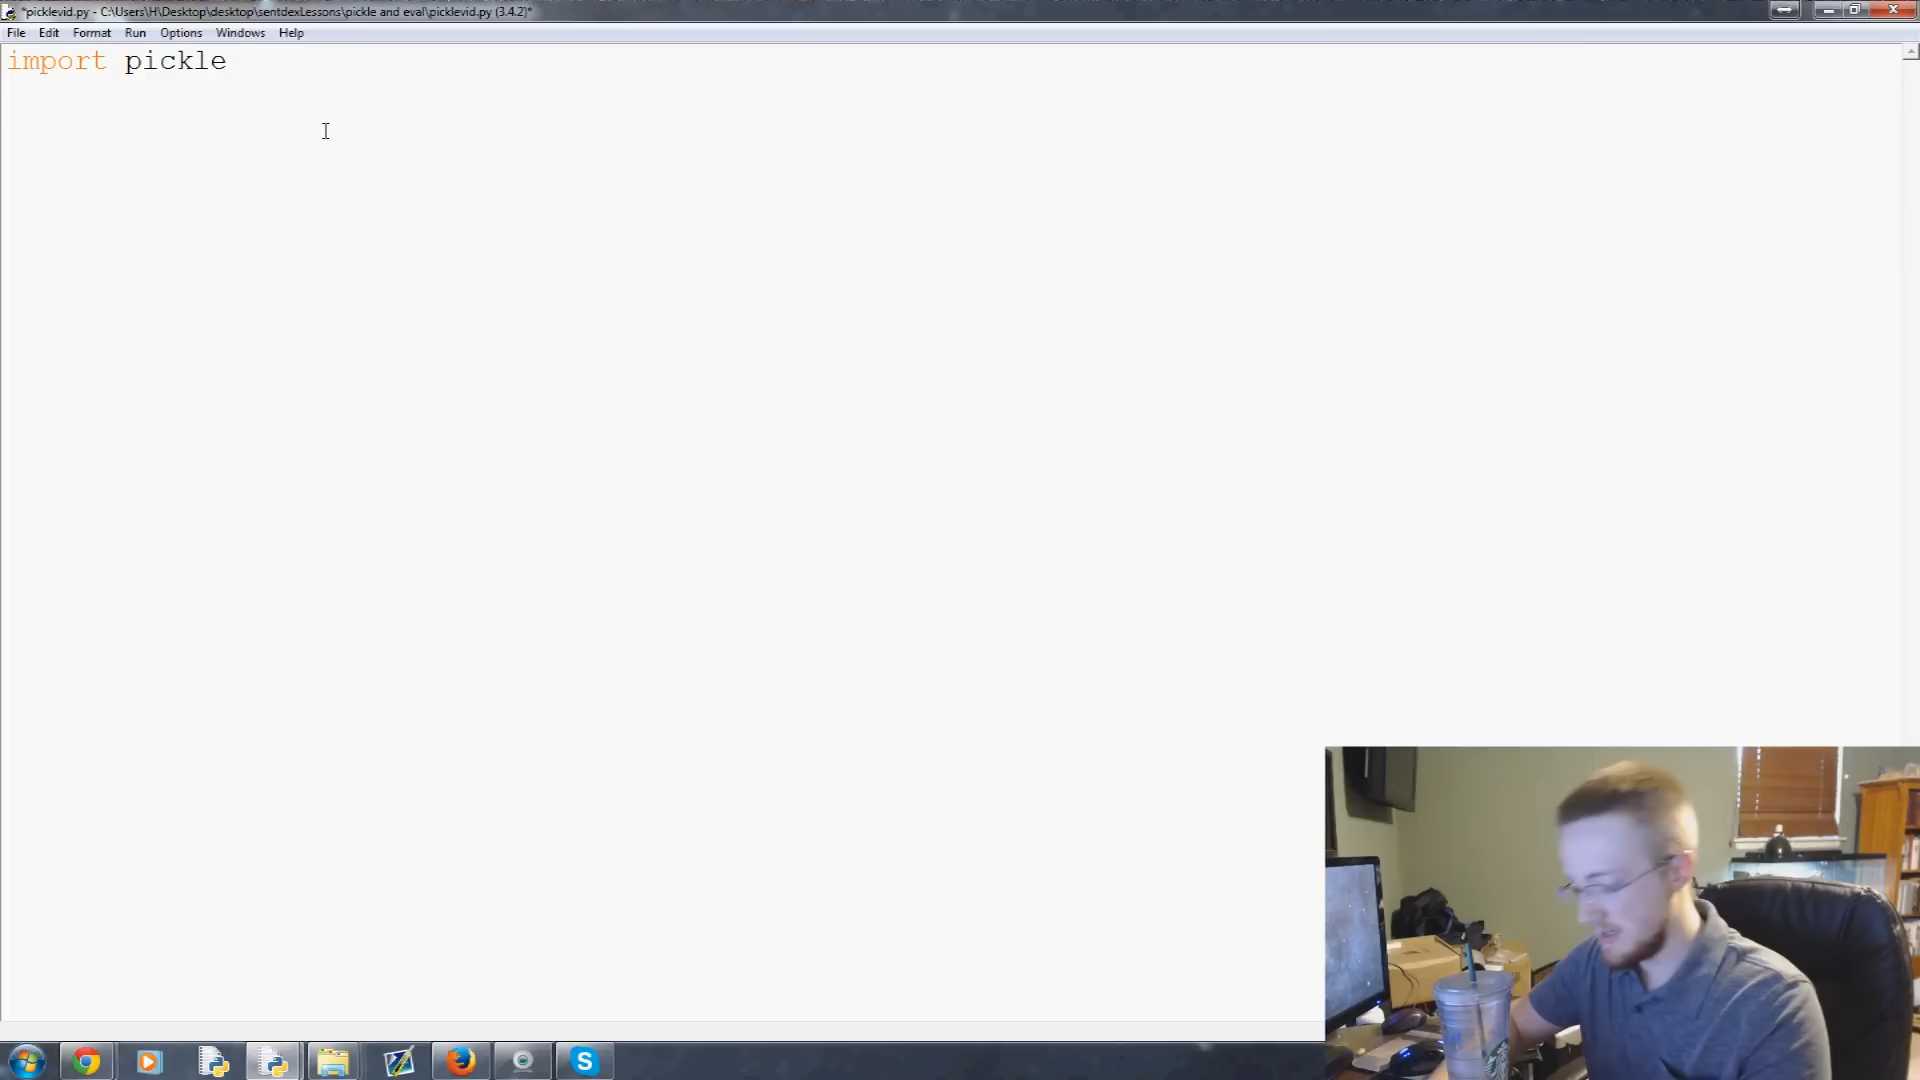 *picklevid.py - C:\Users\H\Desktop\desktop\sentdexLessons\pickle and eval\picklevid.py (3.4.2)*
File Edit Format Run Options Windows Help
import pickle